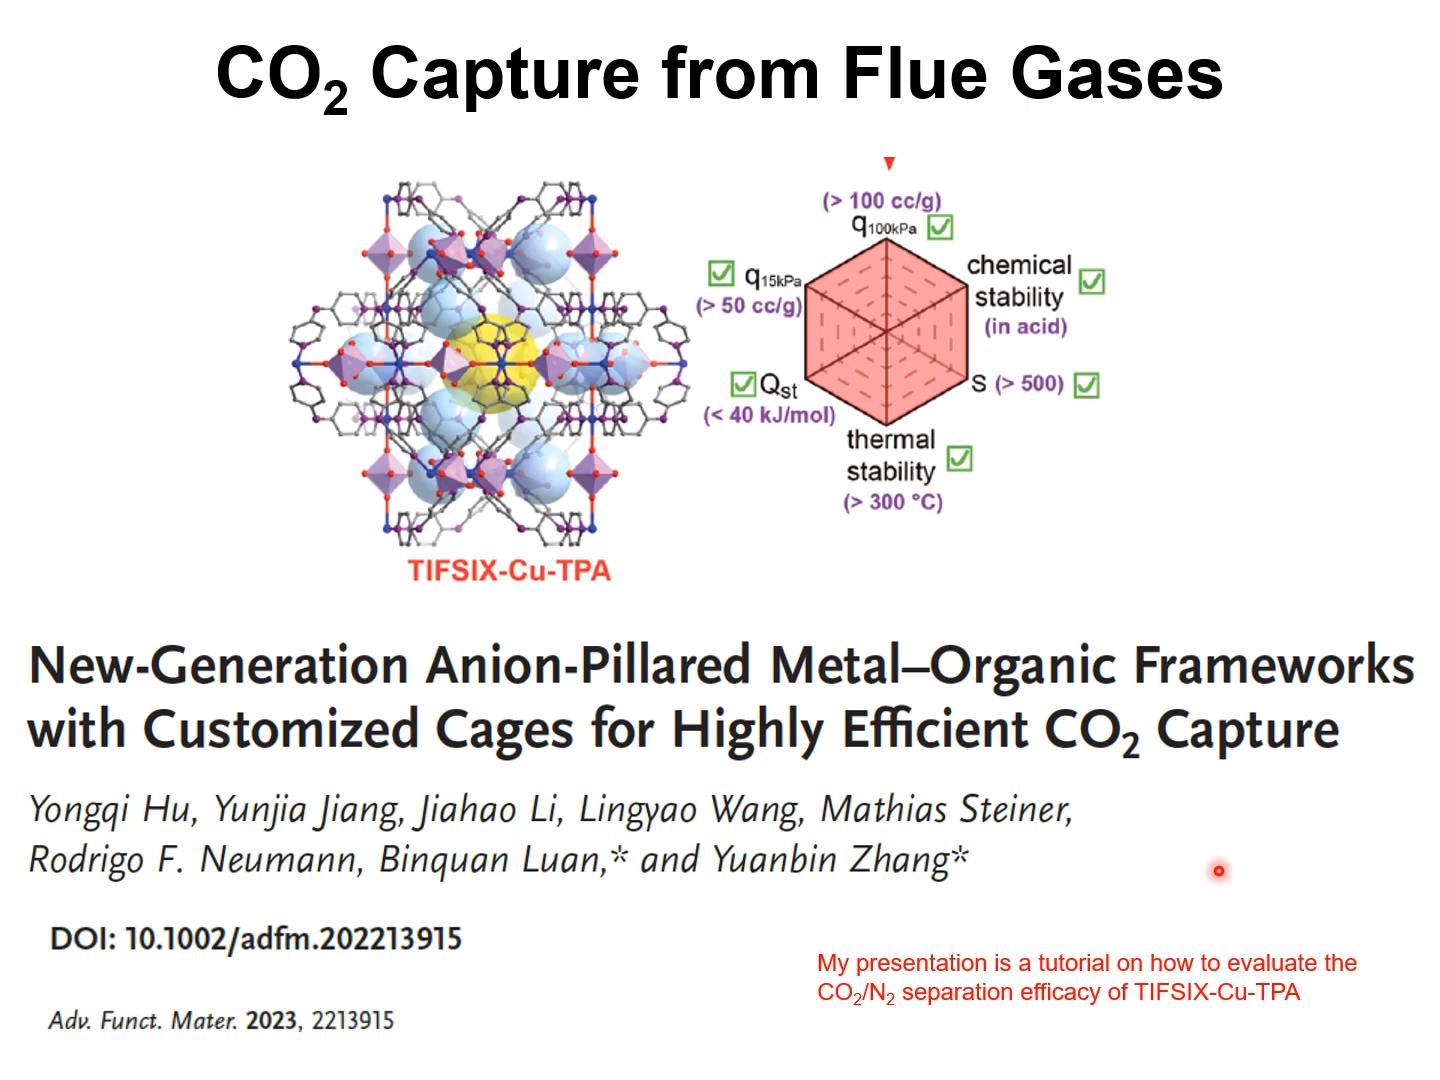 CO₂ Capture from Flue Gases
(> 100 cc/g)
q100kPa
chemical
stability
(in acid)
q15kPa
(> 50 cc/g)
Qst
(< 40 kJ/mol)
S (> 500)
thermal
stability
(> 300 °C)
TIFSIX-Cu-TPA
New-Generation Anion-Pillared Metal–Organic Frameworks
with Customized Cages for Highly Efficient CO₂ Capture
Yongqi Hu, Yunjia Jiang, Jiahao Li, Lingyao Wang, Mathias Steiner,
Rodrigo F. Neumann, Binquan Luan,* and Yuanbin Zhang*
DOI: 10.1002/adfm.202213915
My presentation is a tutorial on how to evaluate the
CO₂/N₂ separation efficacy of TIFSIX-Cu-TPA
Adv. Funct. Mater. 2023, 2213915